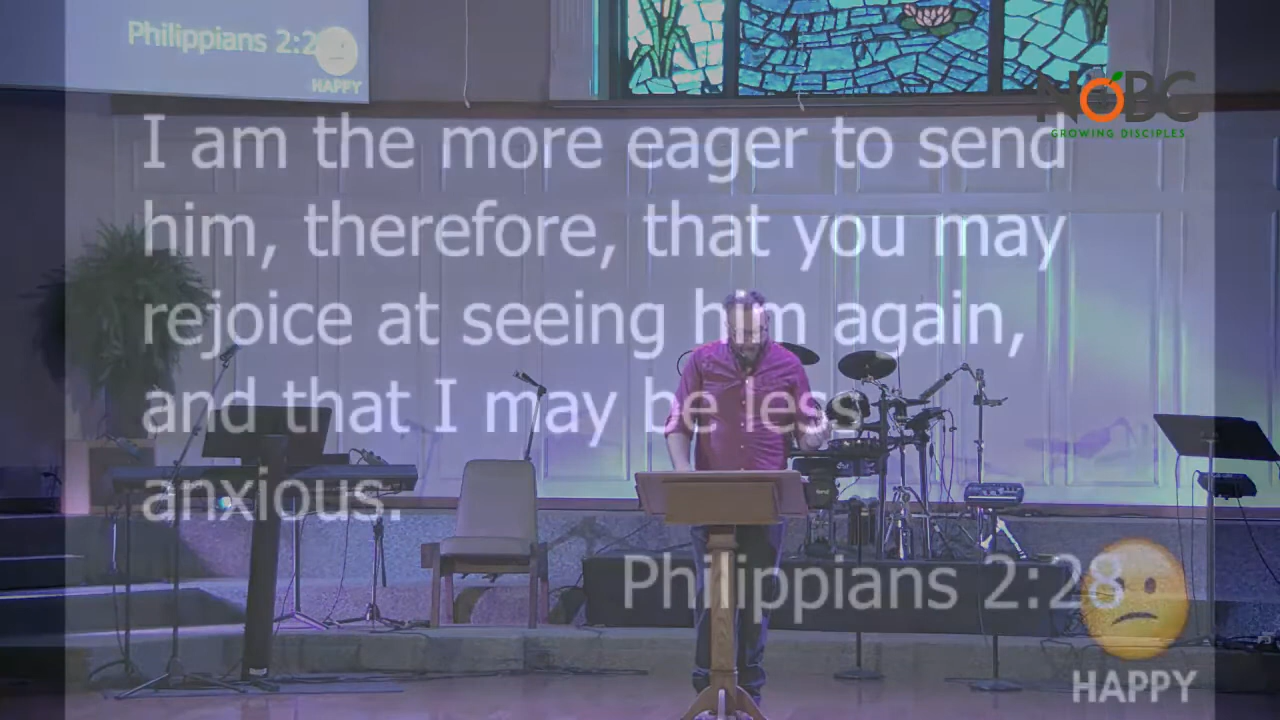 Philippians 2:2
HAPPY
NOBC
GROWING DISCIPLES
I am the more eager to send
him, therefore, that you may
rejoice at seeing him again,
and that I may be less
anxious.
Philippians 2:28
HAPPY